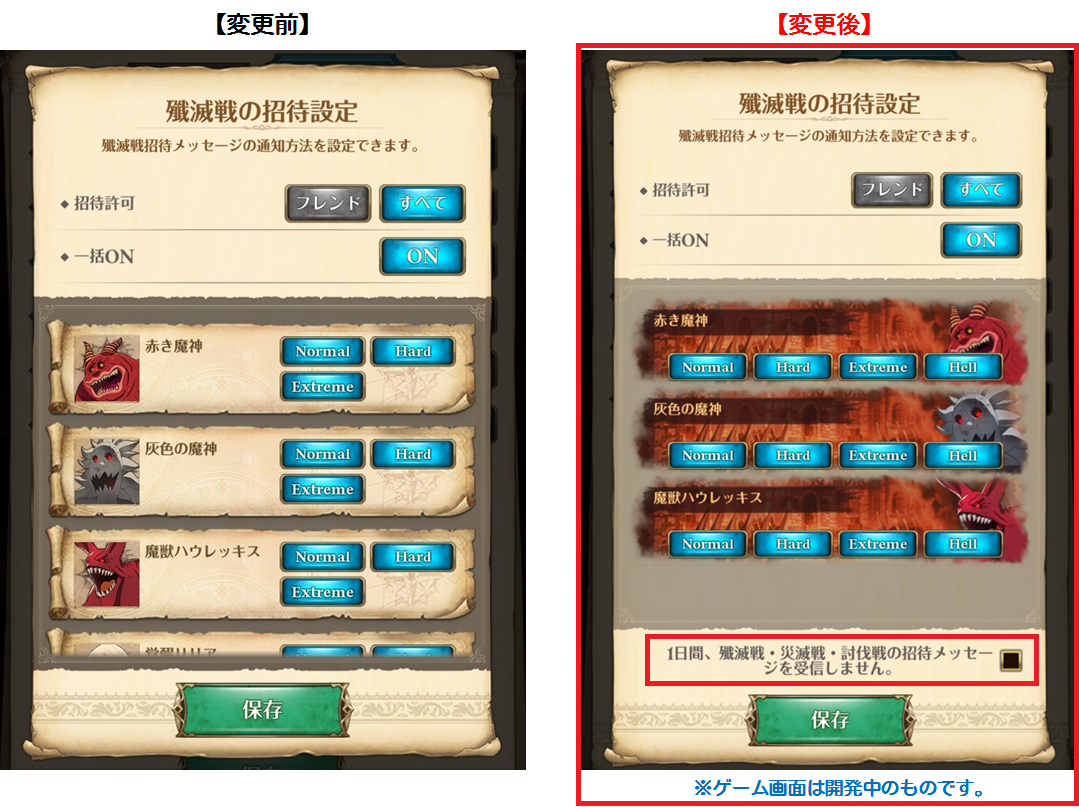 【変更前】
殲滅戦の招待設定
殲滅戦招待メッセージの通知方法を設定できます。
◆ 招待許可
フレンド
すべて
◆ 一括ON
ON
赤き魔神
Normal
Hard
Extreme
灰色の魔神
Normal
Hard
Extreme
魔獣ハウレッキス
Normal
Hard
Extreme
覚醒リリア
保存
【変更後】
殲滅戦の招待設定
殲滅戦招待メッセージの通知方法を設定できます。
◆ 招待許可
フレンド
すべて
◆ 一括ON
ON
赤き魔神
Normal
Hard
Extreme
Hell
灰色の魔神
Normal
Hard
Extreme
Hell
魔獣ハウレッキス
Normal
Hard
Extreme
Hell
1日間、殲滅戦・災滅戦・討伐戦の招待メッセー
ジを受信しません。
保存
※ゲーム画面は開発中のものです。